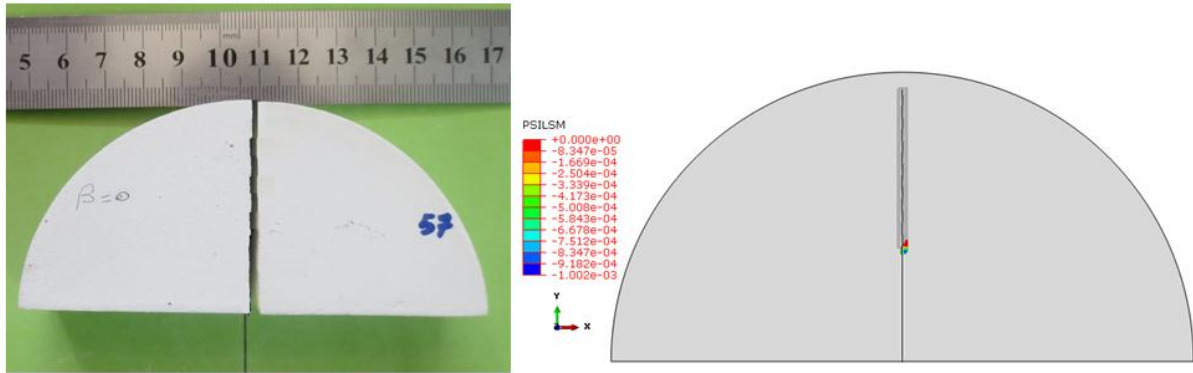 mm
5 6 7 8 9 10 11 12 13 14 15 16 17
β=0
57
PSILSM
+0.000e+00
-8.347e-05
-1.669e-04
-2.504e-04
-3.339e-04
-4.173e-04
-5.008e-04
-5.843e-04
-6.678e-04
-7.512e-04
-8.347e-04
-9.182e-04
-1.002e-03
Y
X